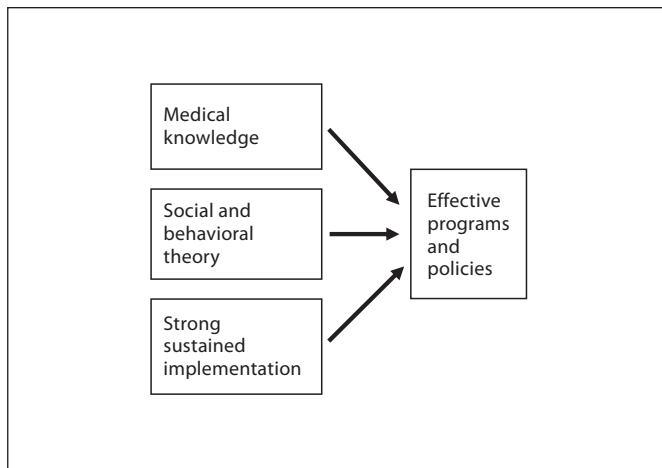 Medical
knowledge
Social and
behavioral
theory
Strong
sustained
implementation
Effective
programs
and
policies